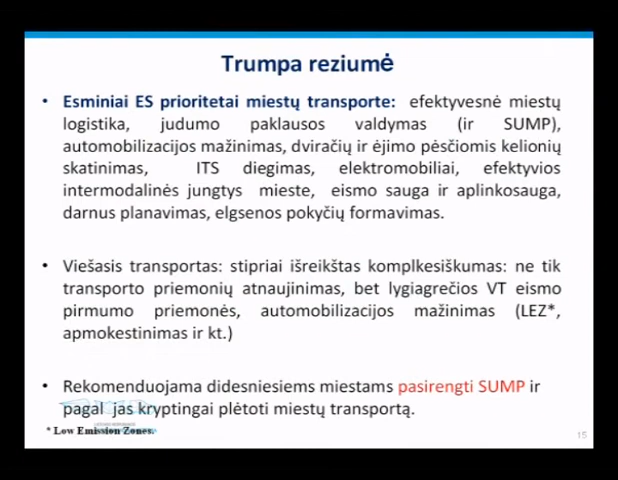 Trumpa reziumė
• Esminiai ES prioritetai miestų transporte: efektyvesnė miestų
logistika, judumo paklausos valdymas (ir SUMP),
automobilizacijos mažinimas, dviračių ir ėjimo pėsčiomis kelionių
skatinimas, ITS diegimas, elektromobiliai, efektyvios
intermodalinės jungtys mieste, eismo sauga ir aplinkosauga,
darnus planavimas, elgsenos pokyčių formavimas.
• Viešasis transportas: stipriai išreikštas komplkesiškumas: ne tik
transporto priemonių atnaujinimas, bet lygiagrečios VT eismo
pirmumo priemonės, automobilizacijos mažinimas (LEZ*,
apmokestinimas ir kt.)
• Rekomenduojama didesniesiems miestams pasirengti SUMP ir
pagal jas kryptingai plėtoti miestų transportą.
* Low Emission Zones.
15